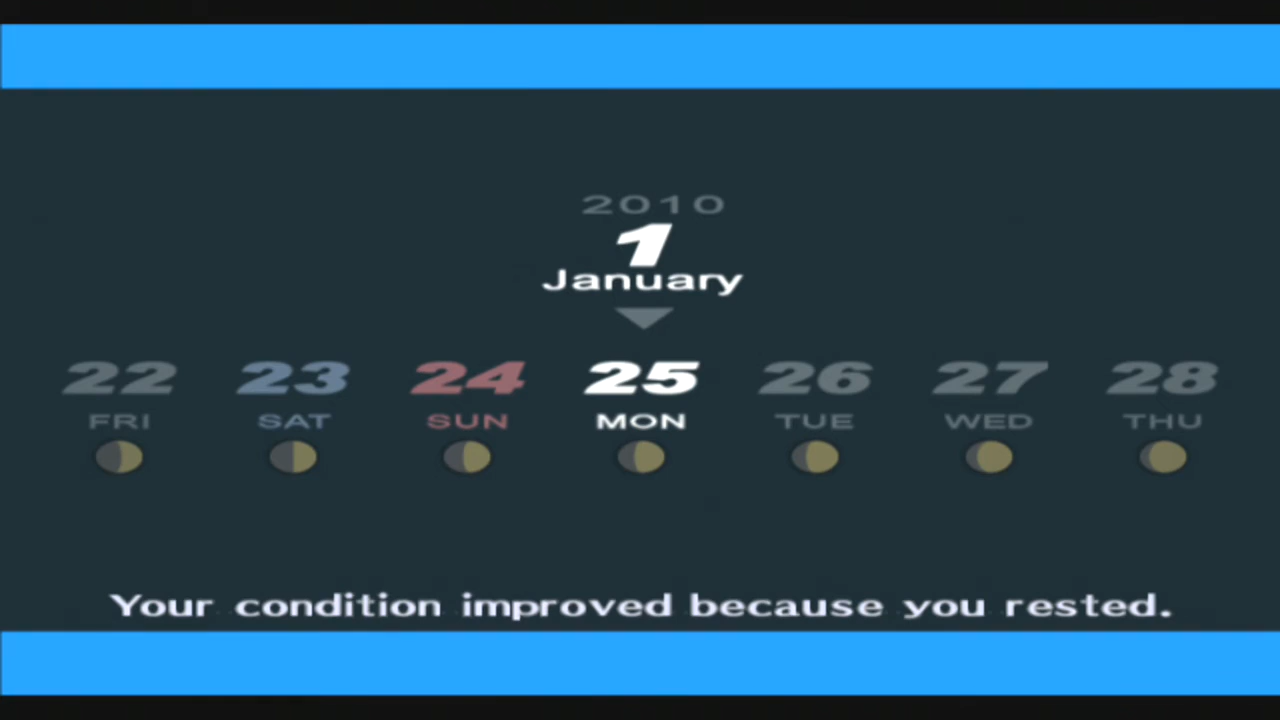 2010
1
January
22 23 24 25 26 27 28
FRI SAT SUN MON TUE WED THU
Your condition improved because you rested.